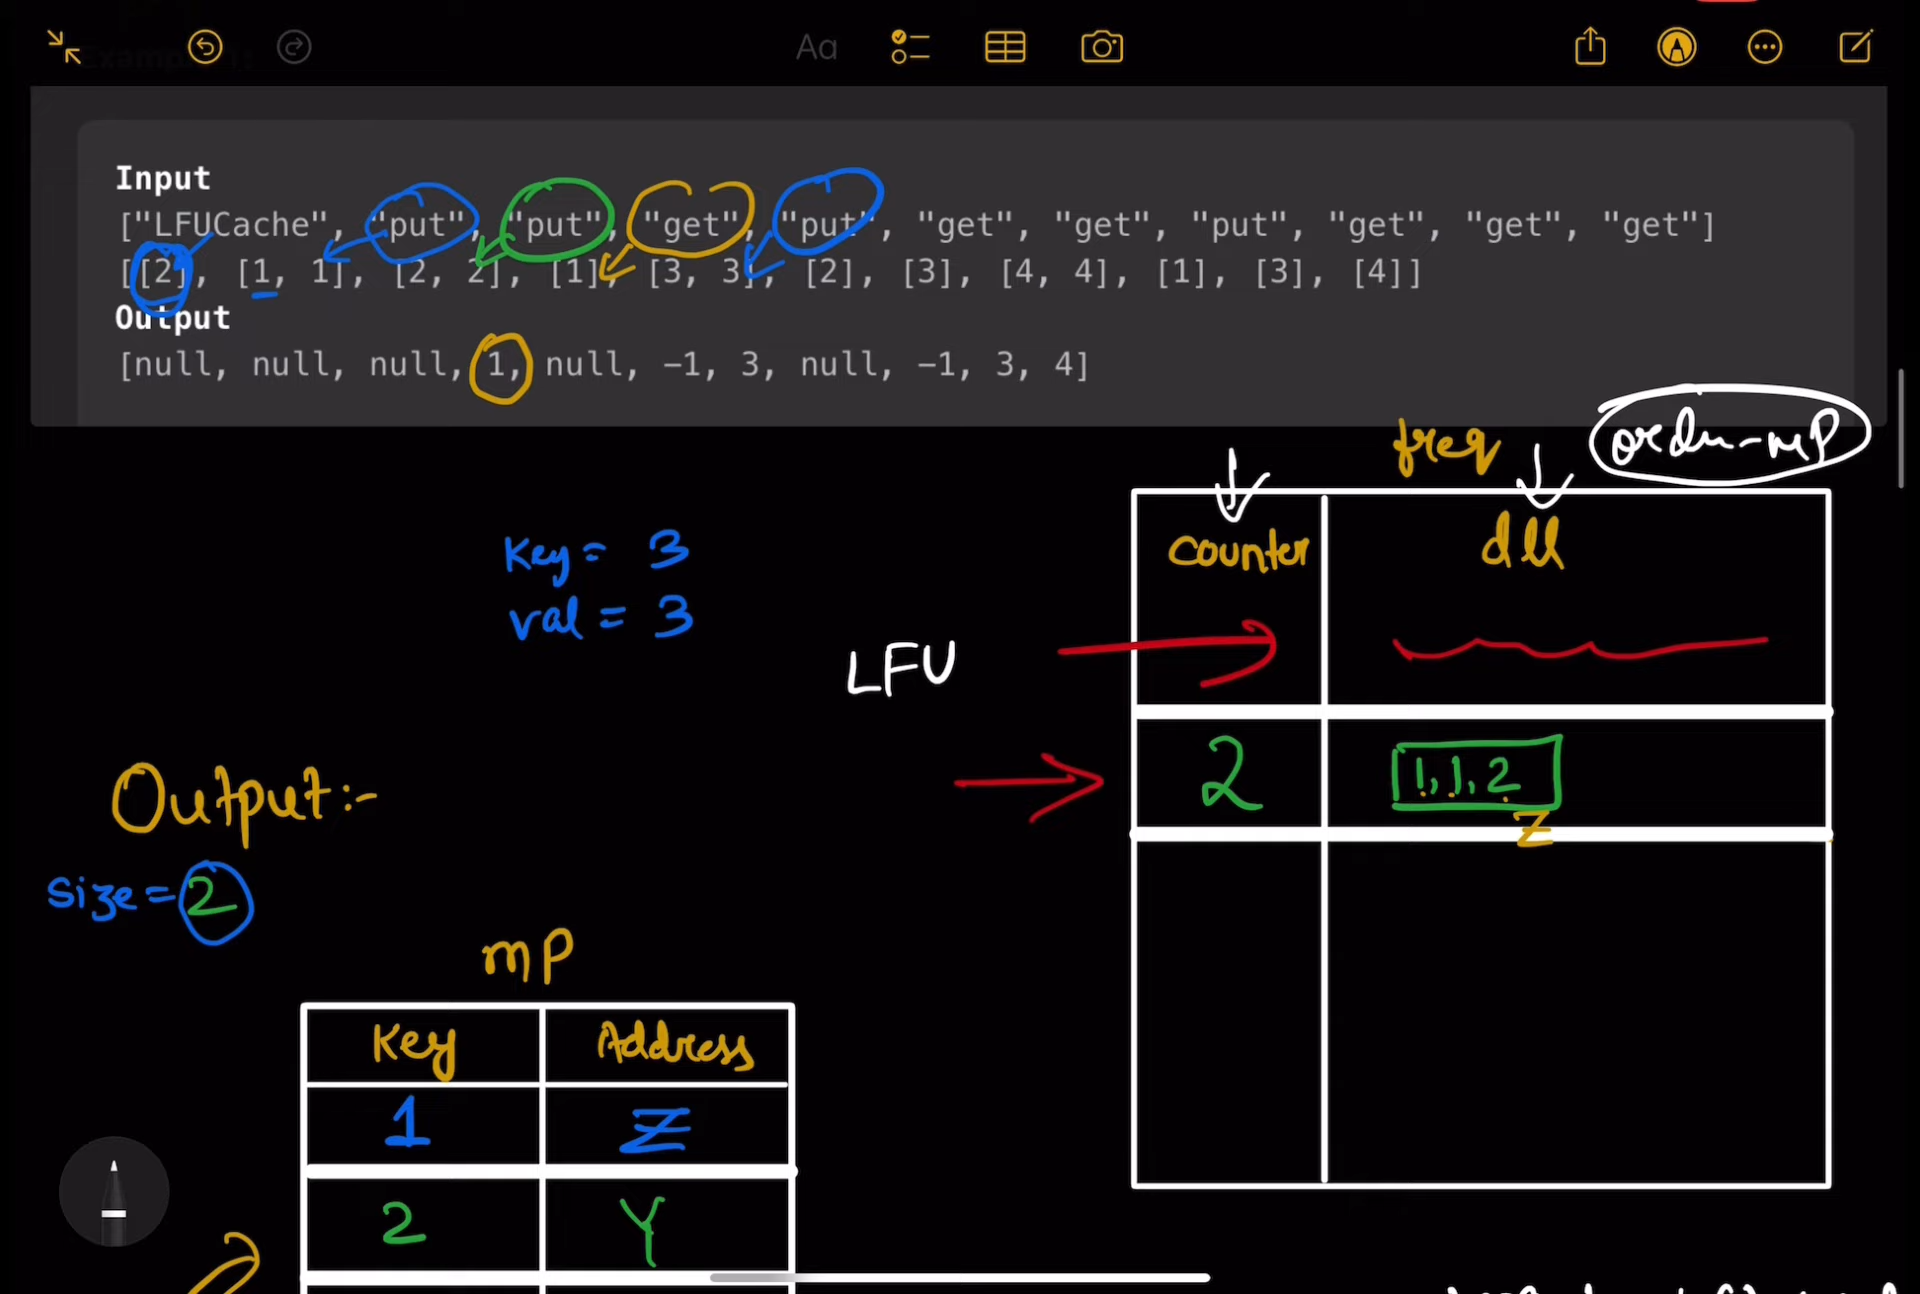 Aa
Input
["LFUCache", "put", "put", "get", "put", "get", "get", "put", "get", "get", "get"]
[[2], [1, 1], [2, 2], [1], [3, 3], [2], [3], [4, 4], [1], [3], [4]]
Output
[null, null, null, 1, null, −1, 3, null, −1, 3, 4]
freq
counter dll
Key = 3
val = 3
LFU
2 1,1,2
Z
Output:-
size=2
mp
Key Address
1 Z
2 Y